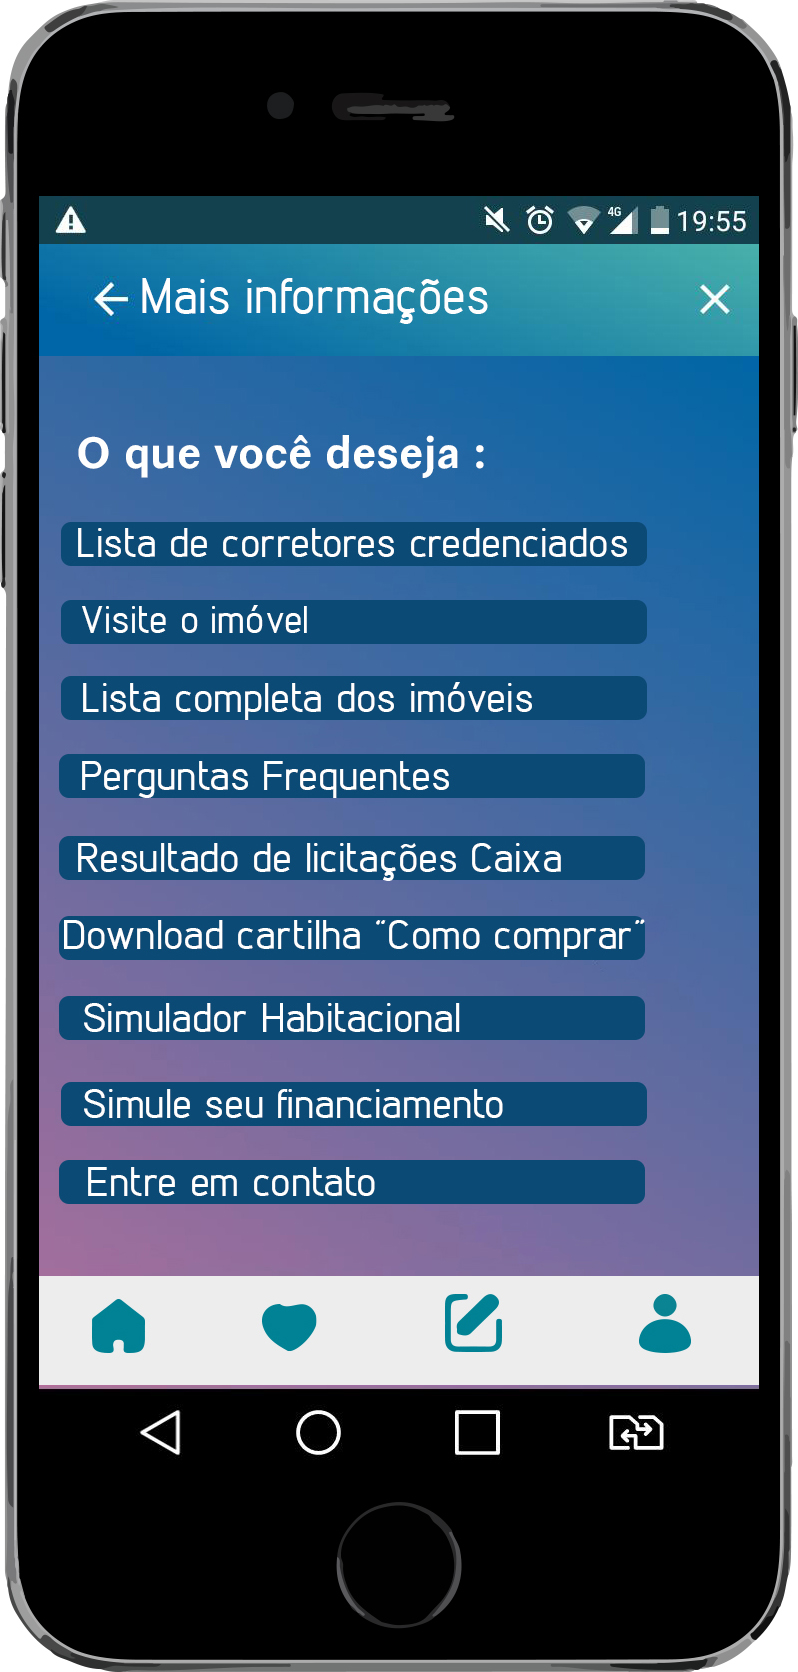 4G 19:55
Mais informações
O que você deseja :
Lista de corretores credenciados
Visite o imóvel
Lista completa dos imóveis
Perguntas Frequentes
Resultado de licitações Caixa
Download cartilha "Como comprar"
Simulador Habitacional
Simule seu financiamento
Entre em contato